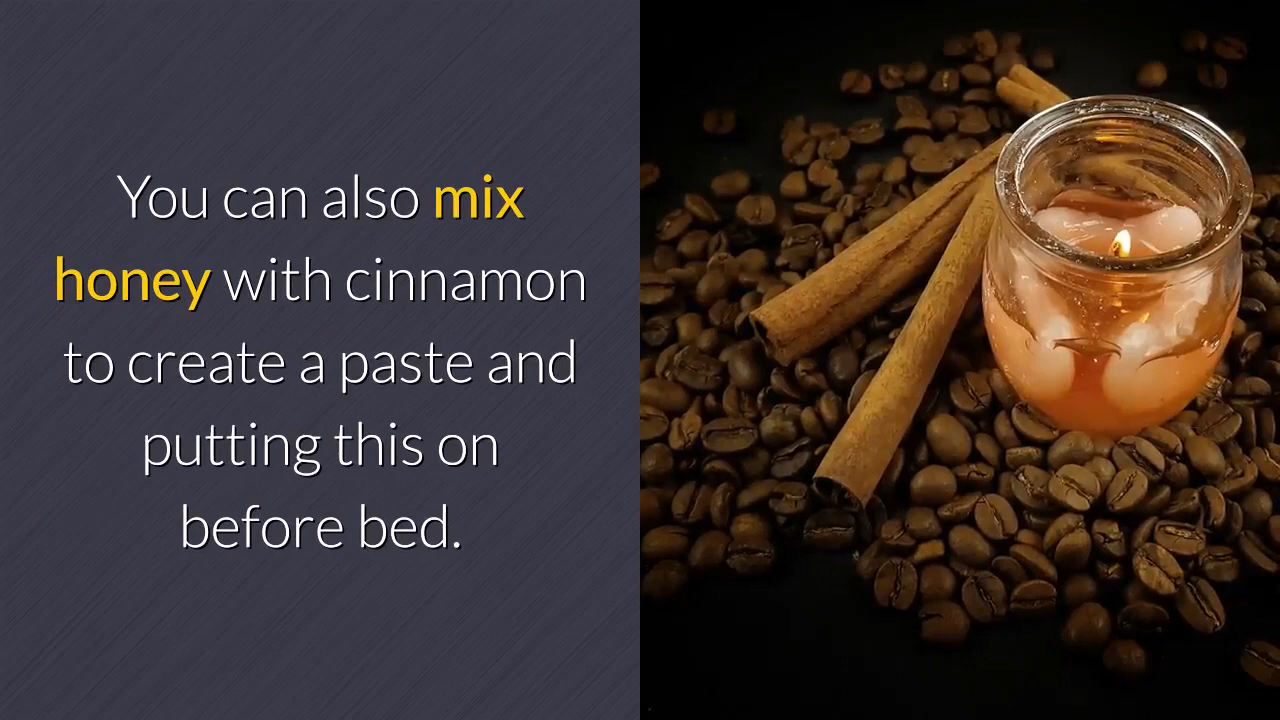 You can also mix
honey with cinnamon
to create a paste and
putting this on
before bed.